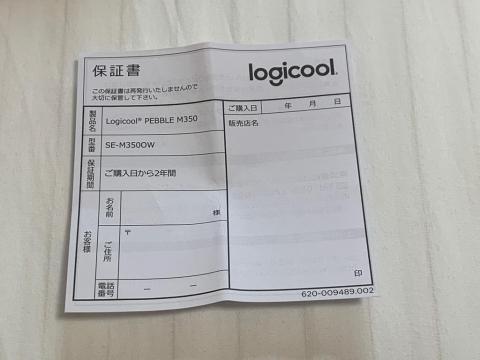 保証書
logicool.
この保証書は再発行いたしませんので
大切に保管して下さい。
製品名 Logicool® PEBBLE M350
型番 SE-M350OW
保証期間 ご購入日から2年間
お客様
お名前 様
ご住所 〒
電話番号 － －
ご購入日 年 月 日
販売店名
印
620-009489.002